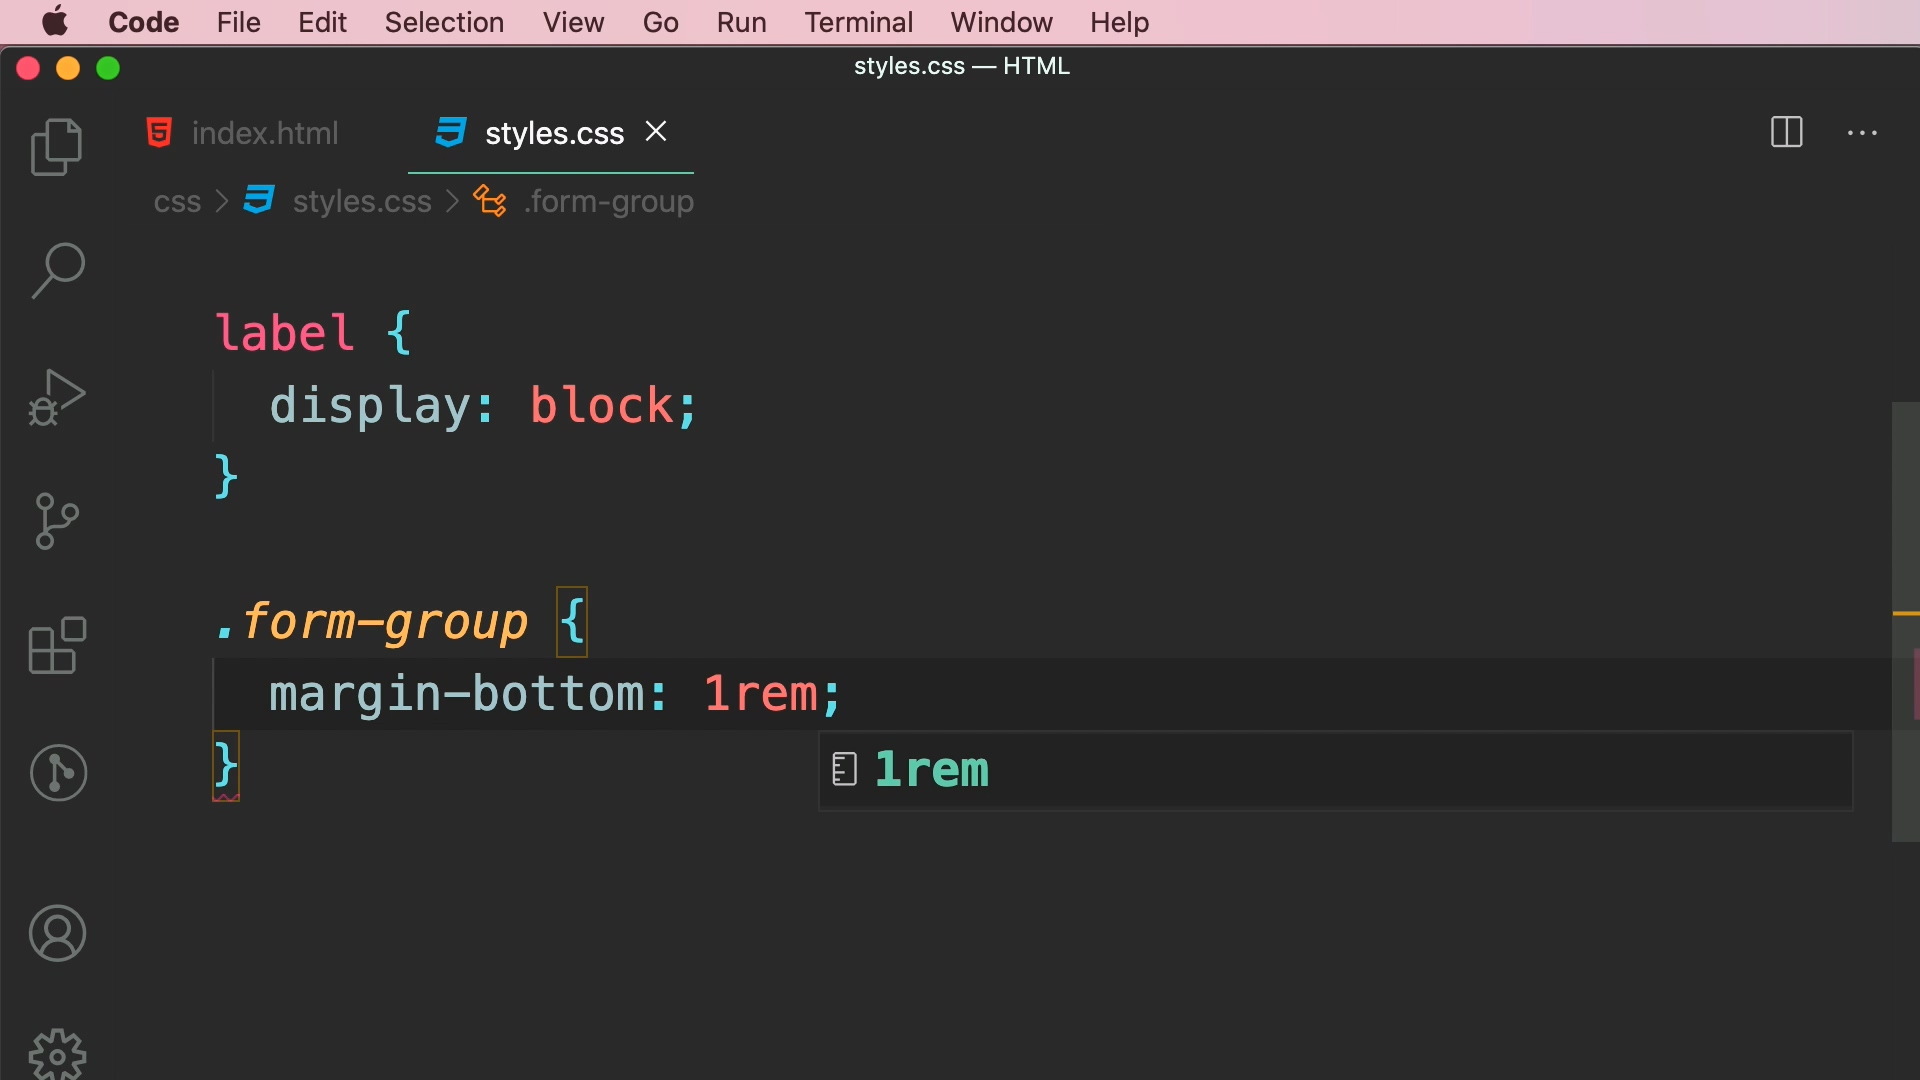 Code File Edit Selection View Go Run Terminal Window Help
styles.css — HTML
index.html styles.css
css > styles.css > .form-group
label {
display: block;
}
.form-group {
margin-bottom: 1rem;
}
1rem